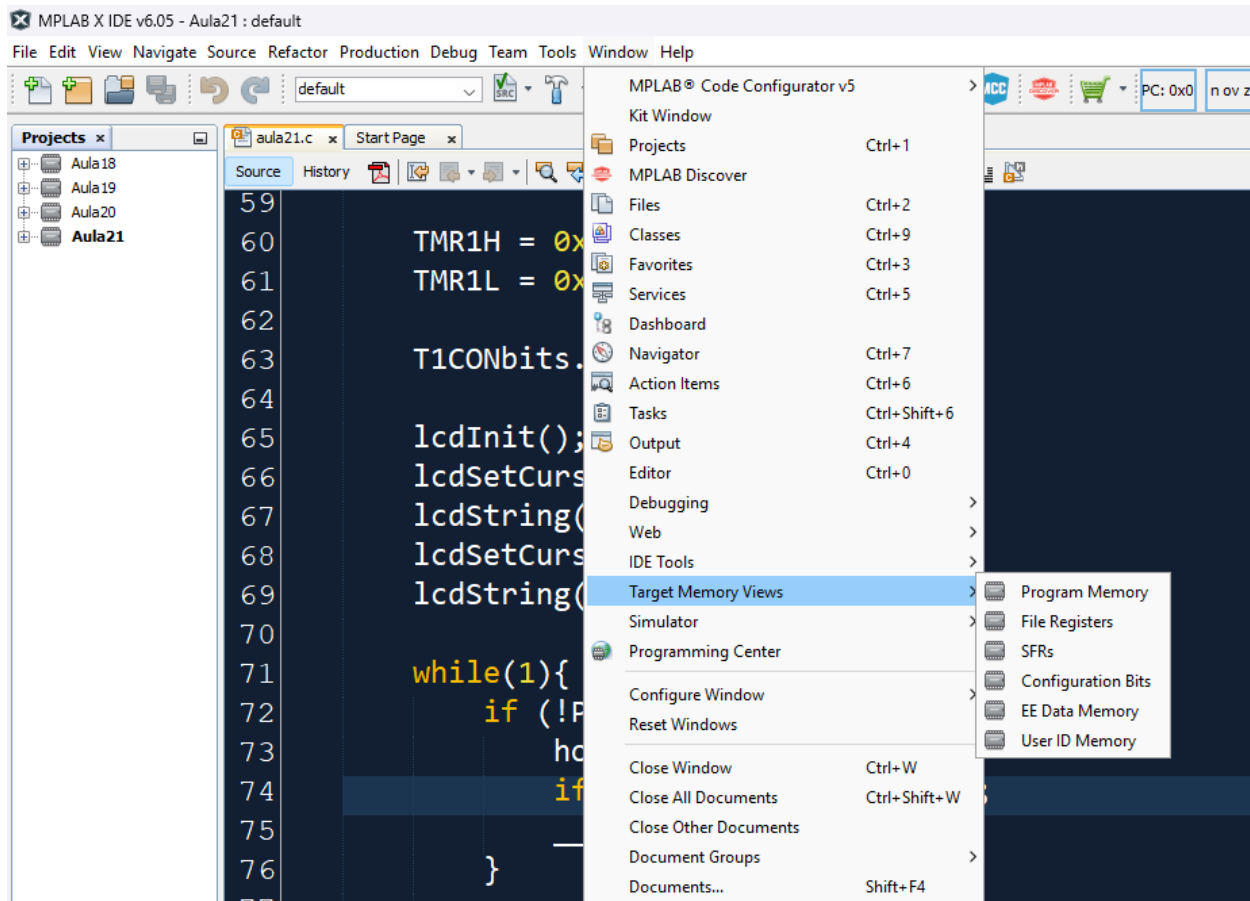 MPLAB X IDE v6.05 - Aula21 : default
File Edit View Navigate Source Refactor Production Debug Team Tools Window Help
default
SRC
MCC
PC: 0x0
n ov z
Projects x
Aula18
Aula19
Aula20
Aula21
aula21.c x Start Page x
Source History
59
60 TMR1H = 0x
61 TMR1L = 0x
62
63 T1CONbits.
64
65 lcdInit();
66 lcdSetCurs
67 lcdString(
68 lcdSetCurs
69 lcdString(
70
71 while(1){
72 if (!P
73 ho
74 if
75 __
76 }
MPLAB® Code Configurator v5
Kit Window
Projects Ctrl+1
MPLAB Discover
Files Ctrl+2
Classes Ctrl+9
Favorites Ctrl+3
Services Ctrl+5
Dashboard
Navigator Ctrl+7
Action Items Ctrl+6
Tasks Ctrl+Shift+6
Output Ctrl+4
Editor Ctrl+0
Debugging
Web
IDE Tools
Target Memory Views
Simulator
Programming Center
Configure Window
Reset Windows
Close Window Ctrl+W
Close All Documents Ctrl+Shift+W
Close Other Documents
Document Groups
Documents... Shift+F4
Program Memory
File Registers
SFRs
Configuration Bits
EE Data Memory
User ID Memory